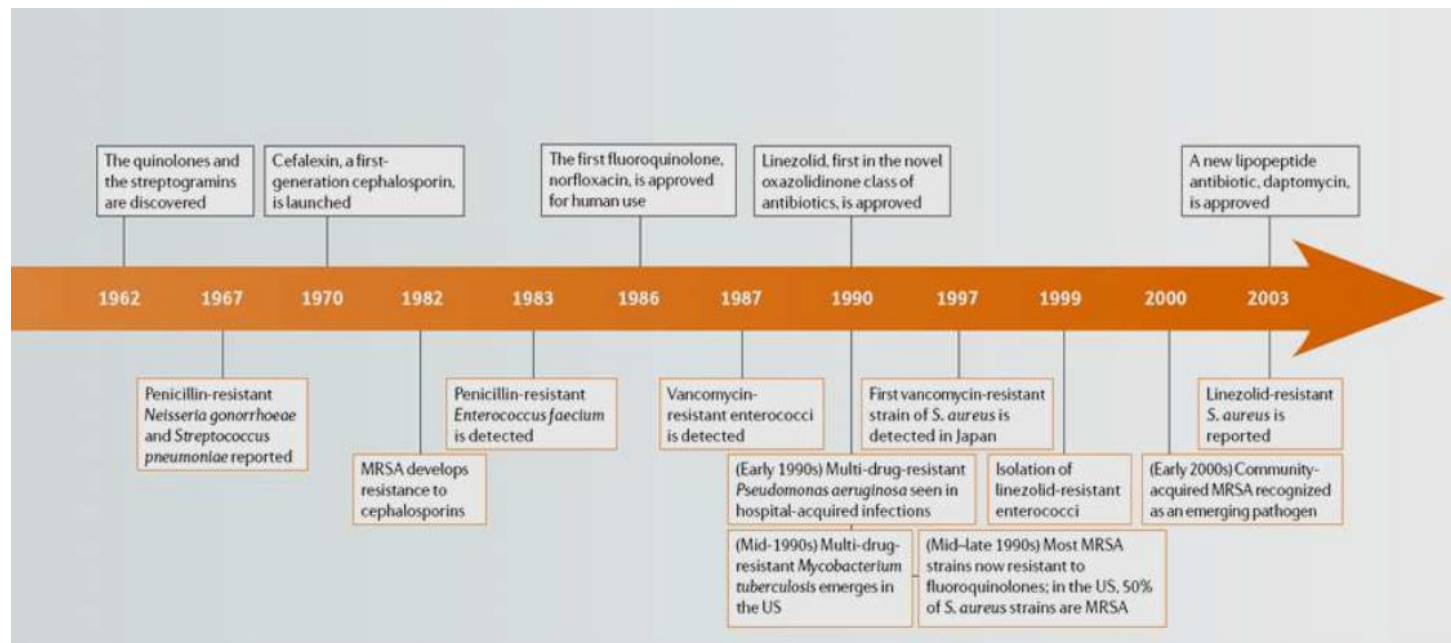 The quinolones and
the streptogramins
are discovered
Cefalexin, a first-
generation cephalosporin,
is launched
The first fluoroquinolone,
norfloxacin, is approved
for human use
Linezolid, first in the novel
oxazolidinone class of
antibiotics, is approved
A new lipopeptide
antibiotic, daptomycin,
is approved
1962 1967 1970 1982 1983 1986 1987 1990 1997 1999 2000 2003
Penicillin-resistant
Neisseria gonorrhoeae
and Streptococcus
pneumoniae reported
MRSA develops
resistance to
cephalosporins
Penicillin-resistant
Enterococcus faecium
is detected
Vancomycin-
resistant enterococci
is detected
(Early 1990s) Multi-drug-resistant
Pseudomonas aeruginosa seen in
hospital-acquired infections
(Mid-1990s) Multi-drug-
resistant Mycobacterium
tuberculosis emerges in
the US
First vancomycin-resistant
strain of S. aureus is
detected in Japan
(Mid–late 1990s) Most MRSA
strains now resistant to
fluoroquinolones; in the US, 50%
of S. aureus strains are MRSA
Isolation of
linezolid-resistant
enterococci
(Early 2000s) Community-
acquired MRSA recognized
as an emerging pathogen
Linezolid-resistant
S. aureus is
reported